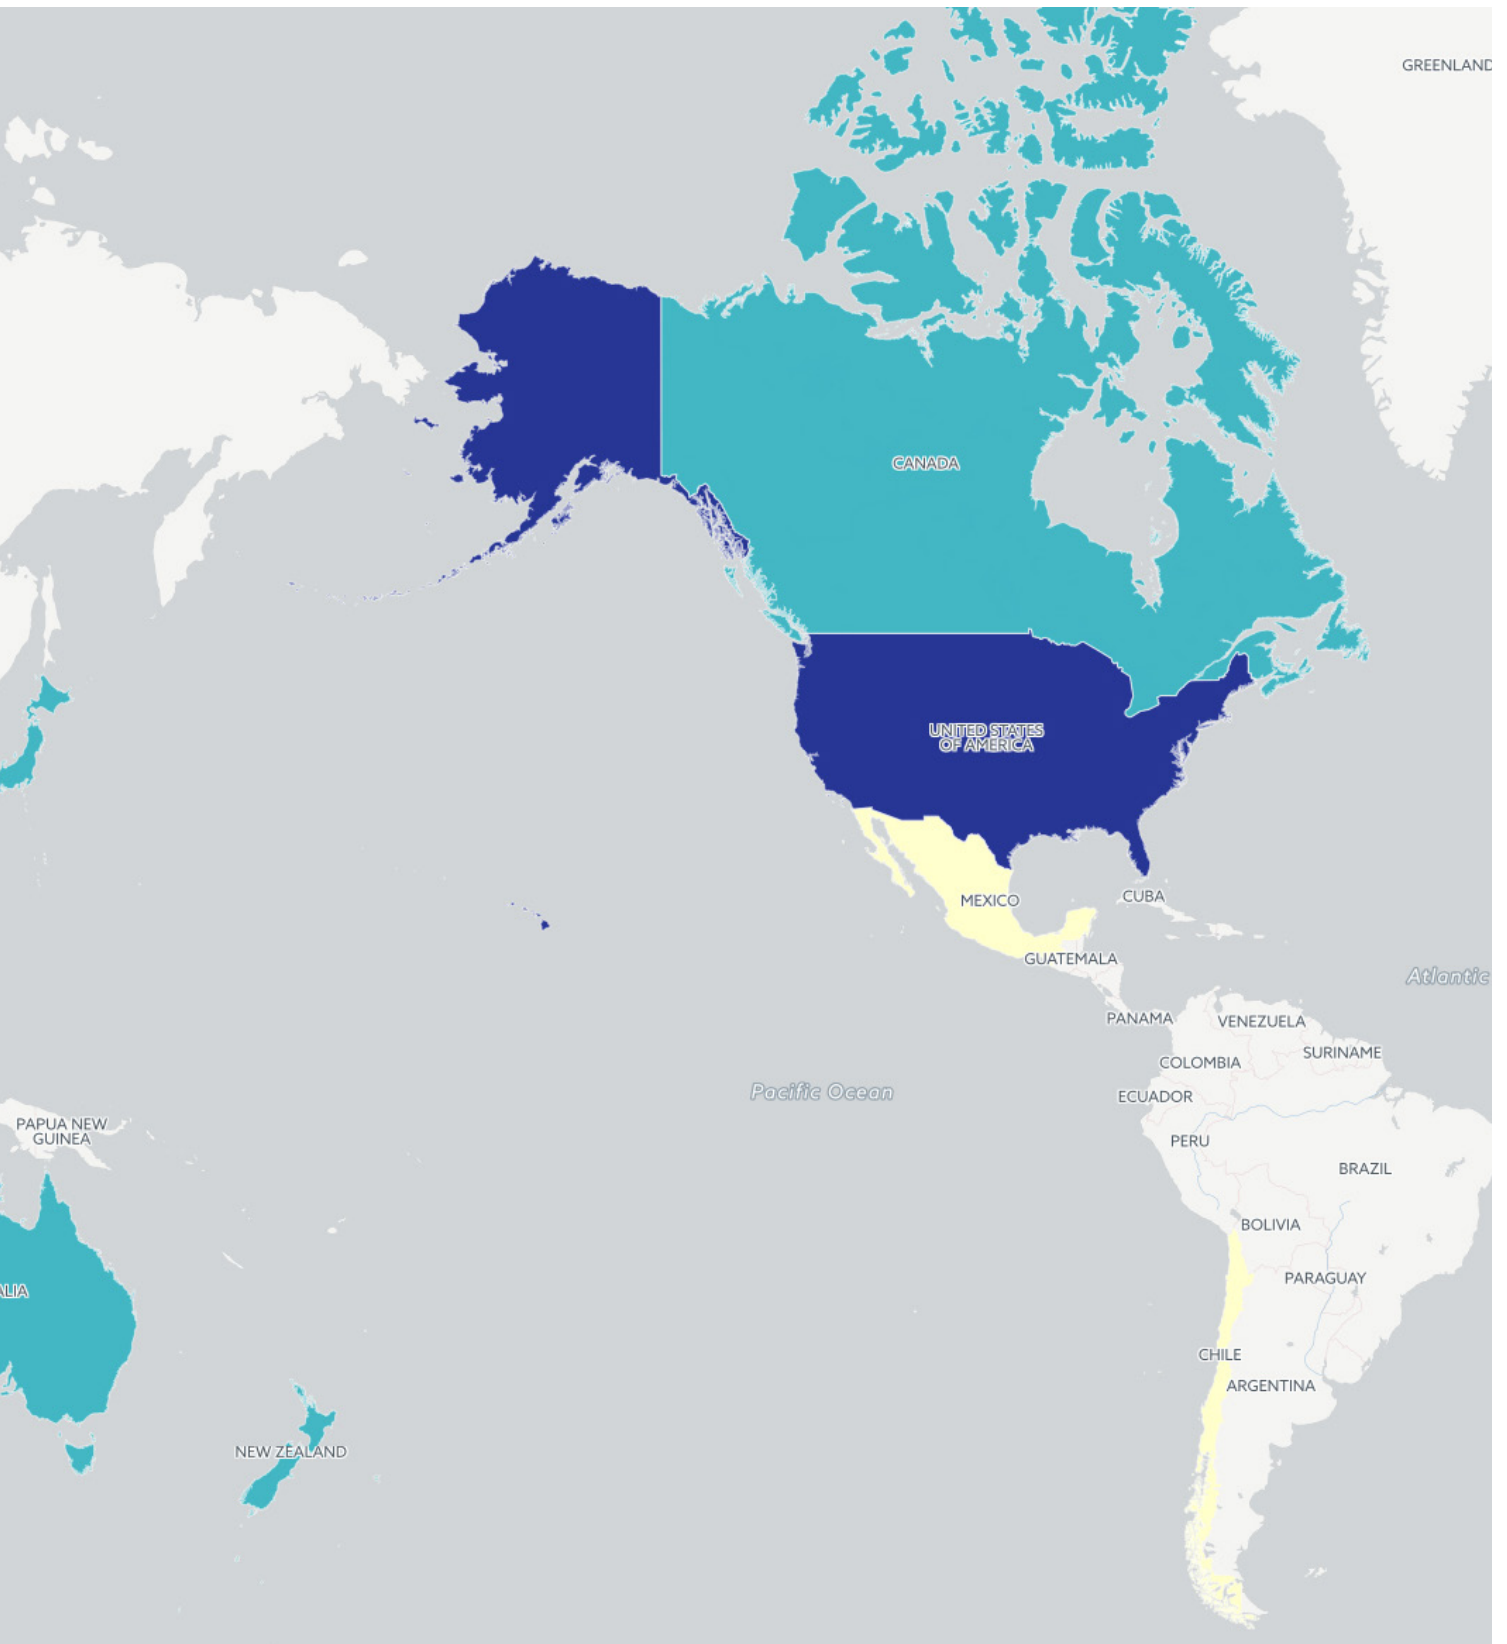 GREENLAND
CANADA
UNITED STATES
OF AMERICA
CUBA
MEXICO
GUATEMALA
Atlantic
PANAMA
VENEZUELA
SURINAME
COLOMBIA
Pacific Ocean
ECUADOR
PAPUA NEW
GUINEA
PERU
BRAZIL
BOLIVIA
PARAGUAY
ALIA
CHILE
ARGENTINA
NEW ZEALAND